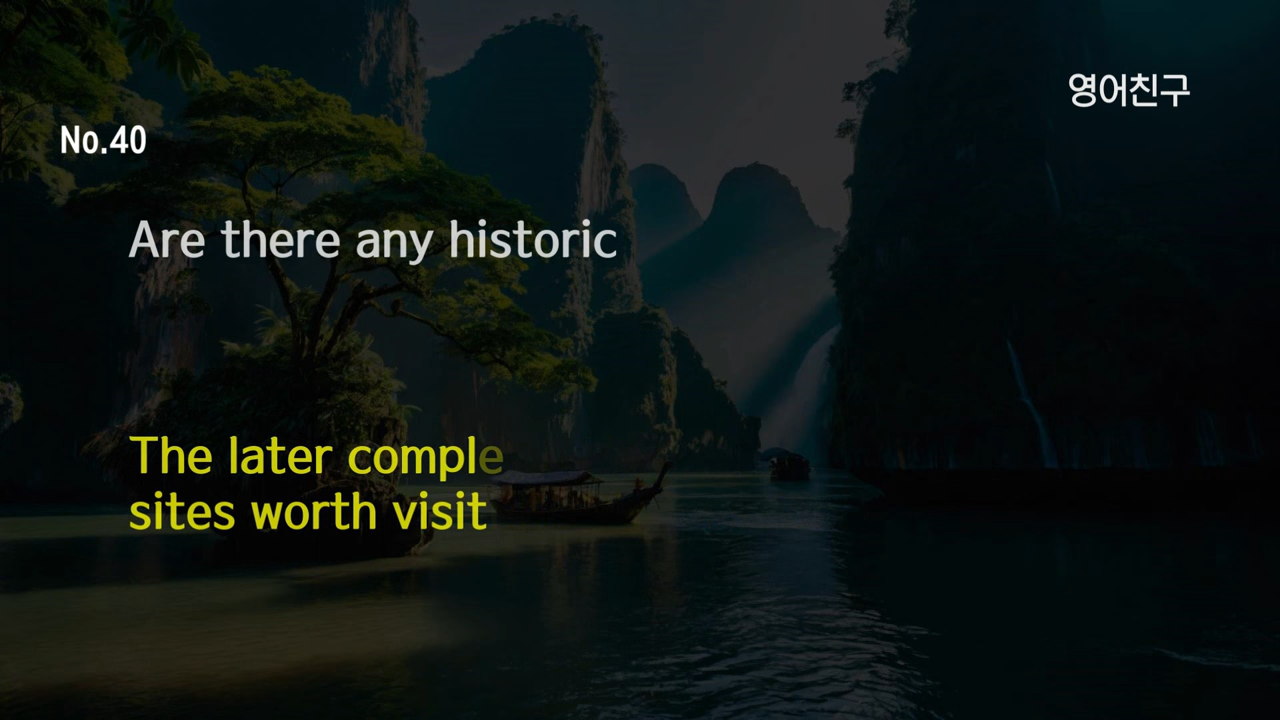 영어친구
No.40
Are there any historic
The later comple
sites worth visit